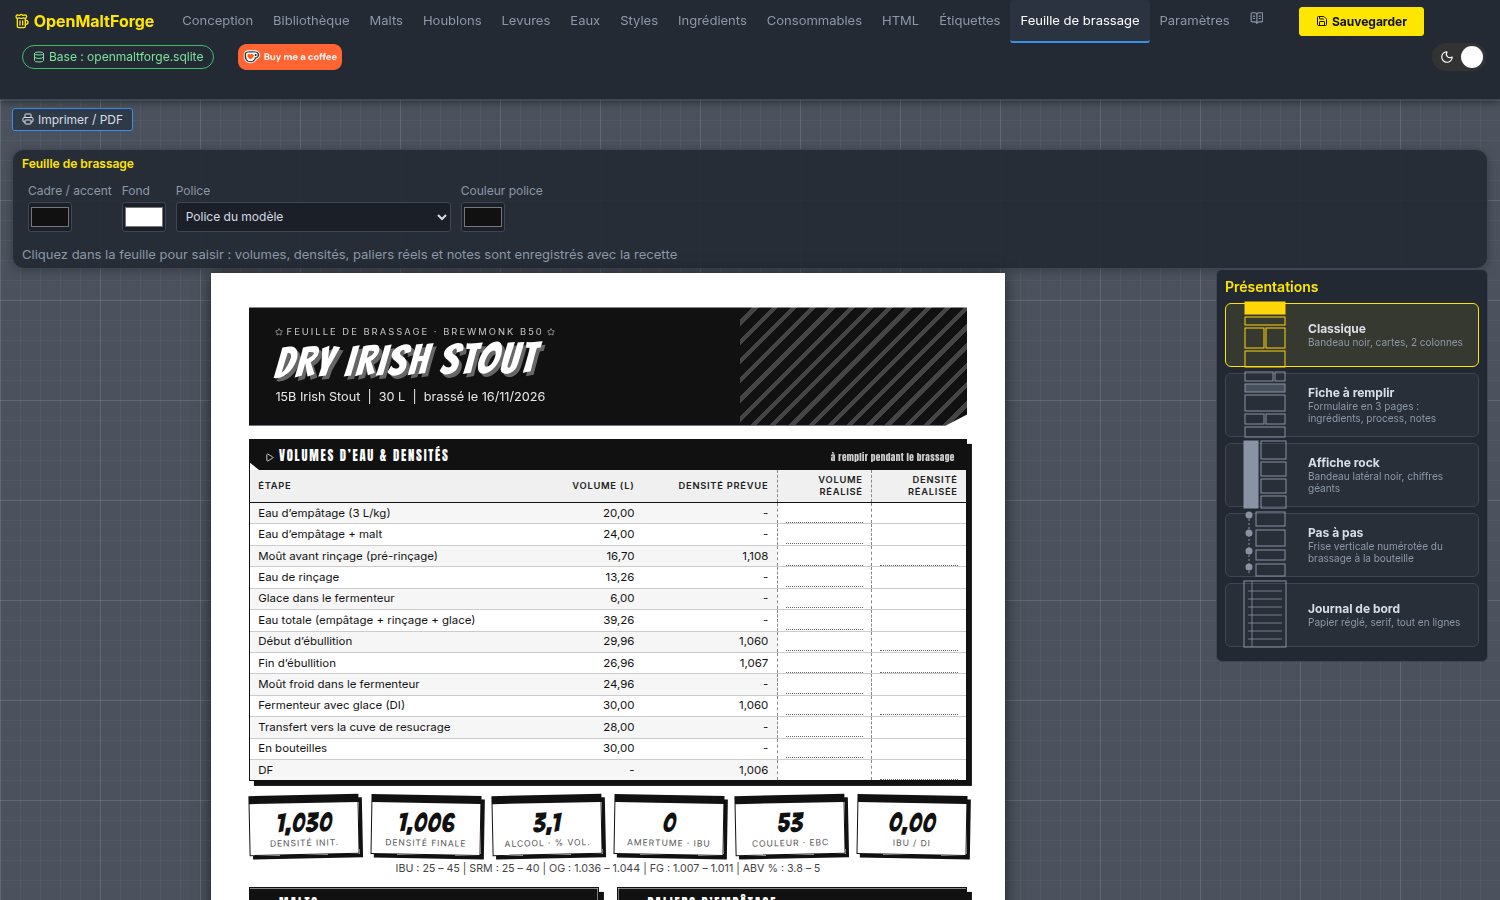 OpenMaltForge
Conception Bibliothèque Malts Houblons Levures Eaux Styles Ingrédients Consommables HTML Étiquettes Feuille de brassage Paramètres
Sauvegarder
Base : openmaltforge.sqlite
Buy me a coffee
Imprimer / PDF
Feuille de brassage
Cadre / accent Fond Police Couleur police
Police du modèle
Cliquez dans la feuille pour saisir : volumes, densités, paliers réels et notes sont enregistrés avec la recette
FEUILLE DE BRASSAGE · BREWMONK B50
DRY IRISH STOUT
15B Irish Stout | 30 L | brassé le 16/11/2026
VOLUMES D'EAU & DENSITÉS à remplir pendant le brassage
ÉTAPE VOLUME (L) DENSITÉ PRÉVUE VOLUME RÉALISÉ DENSITÉ RÉALISÉE
Eau d'empâtage (3 L/kg) 20,00 -
Eau d'empâtage + malt 24,00 -
Moût avant rinçage (pré-rinçage) 16,70 1,108
Eau de rinçage 13,26 -
Glace dans le fermenteur 6,00 -
Eau totale (empâtage + rinçage + glace) 39,26 -
Début d'ébullition 29,96 1,060
Fin d'ébullition 26,96 1,067
Moût froid dans le fermenteur 24,96 -
Fermenteur avec glace (DI) 30,00 1,060
Transfert vers la cuve de resucrage 28,00 -
En bouteilles 30,00 -
DF - 1,006
1,030 1,006 3,1 0 53 0,00
DENSITÉ INIT. DENSITÉ FINALE ALCOOL · % VOL. AMERTUME · IBU COULEUR · EBC IBU / DI
IBU : 25 – 45 | SRM : 25 – 40 | OG : 1.036 – 1.044 | FG : 1.007 – 1.011 | ABV % : 3.8 – 5
MALTS PALIERS D'EMPÂTAGE
Présentations
Classique
Bandeau noir, cartes, 2 colonnes
Fiche à remplir
Formulaire en 3 pages :
ingrédients, process, notes
Affiche rock
Bandeau latéral noir, chiffres
géants
Pas à pas
Frise verticale numérotée du
brassage à la bouteille
Journal de bord
Papier réglé, serif, tout en lignes